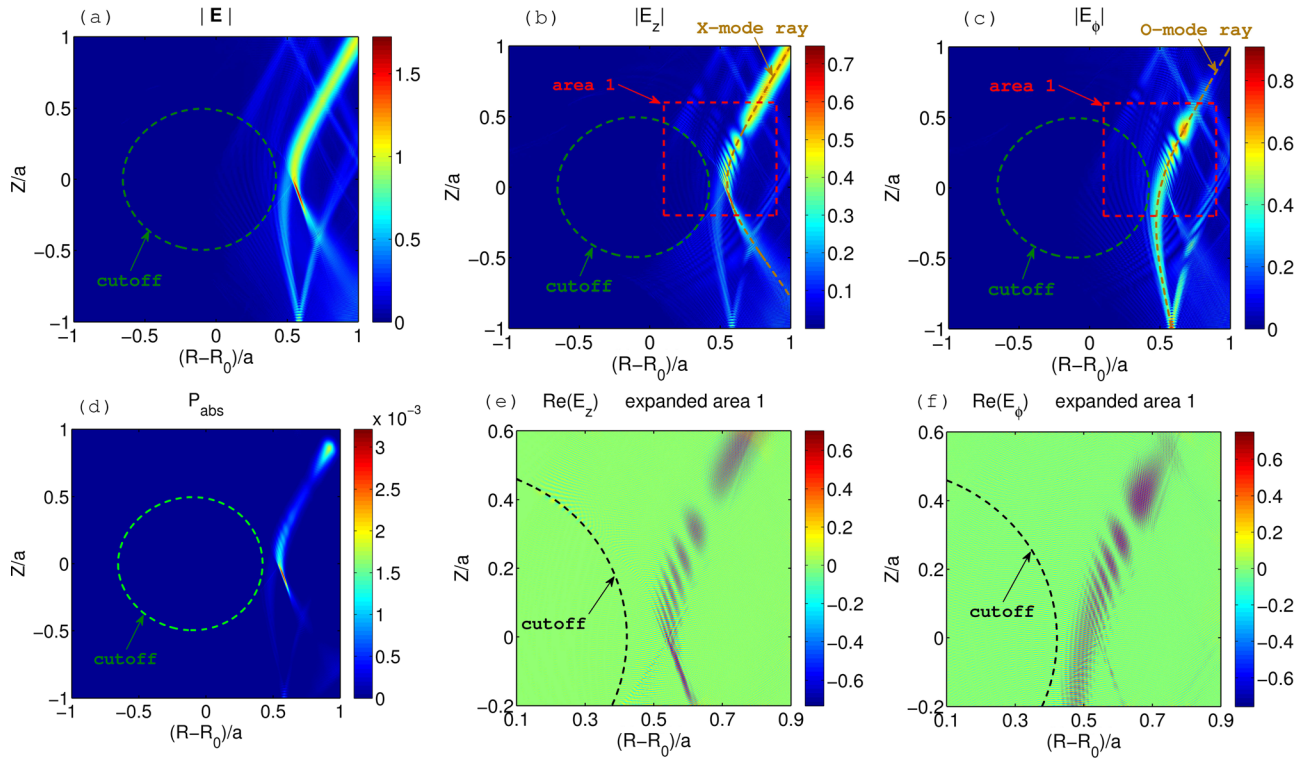 (a) | E |
1
0.5
0
-0.5
-1
Z/a
cutoff
-1 -0.5 0 0.5 1
(R−R0)/a
1.5
1
0.5
0
(b) |Ez|
X-mode ray
area 1
1
0.5
0
-0.5
-1
Z/a
cutoff
-1 -0.5 0 0.5 1
(R−R0)/a
0.7
0.6
0.5
0.4
0.3
0.2
0.1
(c) |Eϕ|
O-mode ray
area 1
1
0.5
0
-0.5
-1
Z/a
cutoff
-1 -0.5 0 0.5 1
(R−R0)/a
0.8
0.6
0.4
0.2
0
(d) Pabs
x 10−3
1
0.5
0
-0.5
-1
Z/a
cutoff
-1 -0.5 0 0.5 1
(R−R0)/a
3
2.5
2
1.5
1
0.5
0
(e) Re(Ez) expanded area 1
0.6
0.4
0.2
0
-0.2
Z/a
cutoff
0.1 0.3 0.5 0.7 0.9
(R−R0)/a
0.6
0.4
0.2
0
−0.2
−0.4
−0.6
(f) Re(Eϕ) expanded area 1
0.6
0.4
0.2
0
-0.2
Z/a
cutoff
0.1 0.3 0.5 0.7 0.9
(R−R0)/a
0.6
0.4
0.2
0
−0.2
−0.4
−0.6